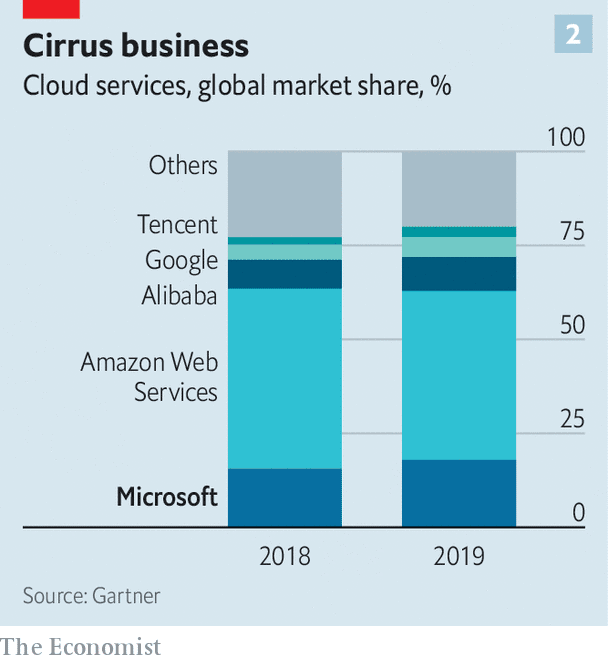 Cirrus business
2
Cloud services, global market share, %
100
Others
Tencent
75
Google
Alibaba
50
Amazon Web
Services
25
Microsoft
0
2018
2019
Source: Gartner
The Economist